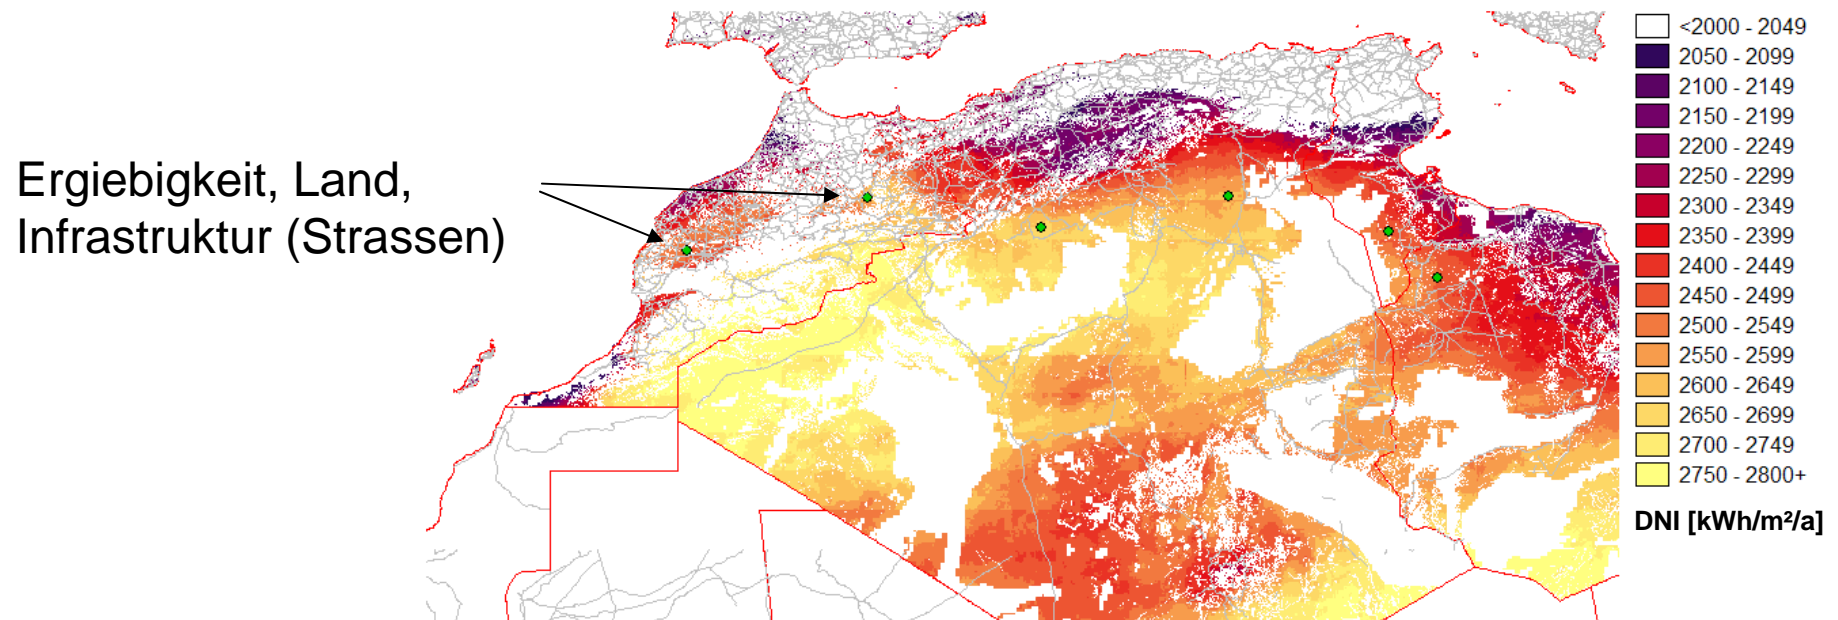 Ergiebigkeit, Land,
Infrastruktur (Strassen)
<2000 - 2049
2050 - 2099
2100 - 2149
2150 - 2199
2200 - 2249
2250 - 2299
2300 - 2349
2350 - 2399
2400 - 2449
2450 - 2499
2500 - 2549
2550 - 2599
2600 - 2649
2650 - 2699
2700 - 2749
2750 - 2800+
DNI [kWh/m²/a]